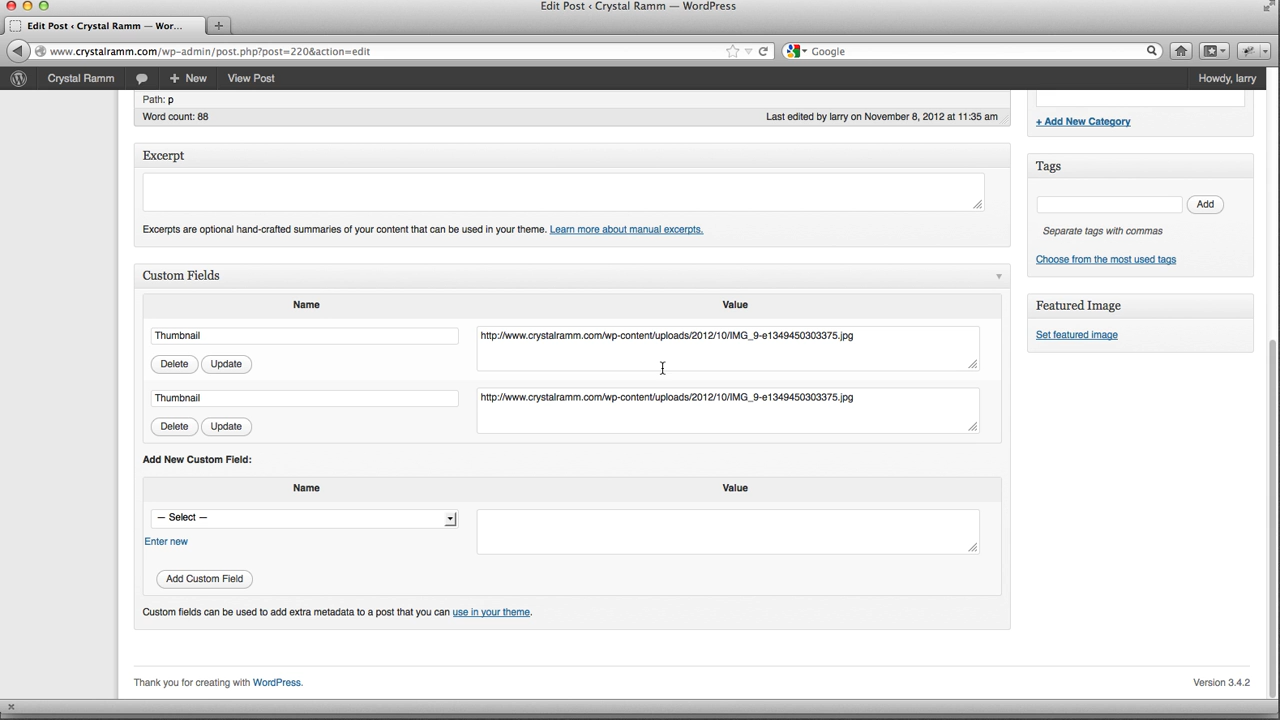 Edit Post ‹ Crystal Ramm — WordPress
Edit Post ‹ Crystal Ramm — Wor...
www.crystalramm.com/wp-admin/post.php?post=220&action=edit
Google
Crystal Ramm
New
View Post
Howdy, larry
Path: p
Word count: 88
Last edited by larry on November 8, 2012 at 11:35 am
+ Add New Category
Excerpt
Excerpts are optional hand-crafted summaries of your content that can be used in your theme. Learn more about manual excerpts.
Tags
Add
Separate tags with commas
Choose from the most used tags
Featured Image
Set featured image
Custom Fields
Name
Value
Thumbnail
http://www.crystalramm.com/wp-content/uploads/2012/10/IMG_9-e1349450303375.jpg
Delete
Update
Thumbnail
http://www.crystalramm.com/wp-content/uploads/2012/10/IMG_9-e1349450303375.jpg
Delete
Update
Add New Custom Field:
Name
Value
— Select —
Enter new
Add Custom Field
Custom fields can be used to add extra metadata to a post that you can use in your theme.
Thank you for creating with WordPress.
Version 3.4.2